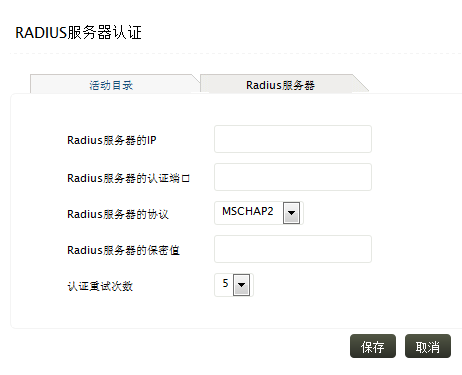 RADIUS服务器认证
活动目录 Radius服务器
Radius服务器的IP
Radius服务器的认证端口
Radius服务器的协议 MSCHAP2
Radius服务器的保密值
认证重试次数 5
保存 取消